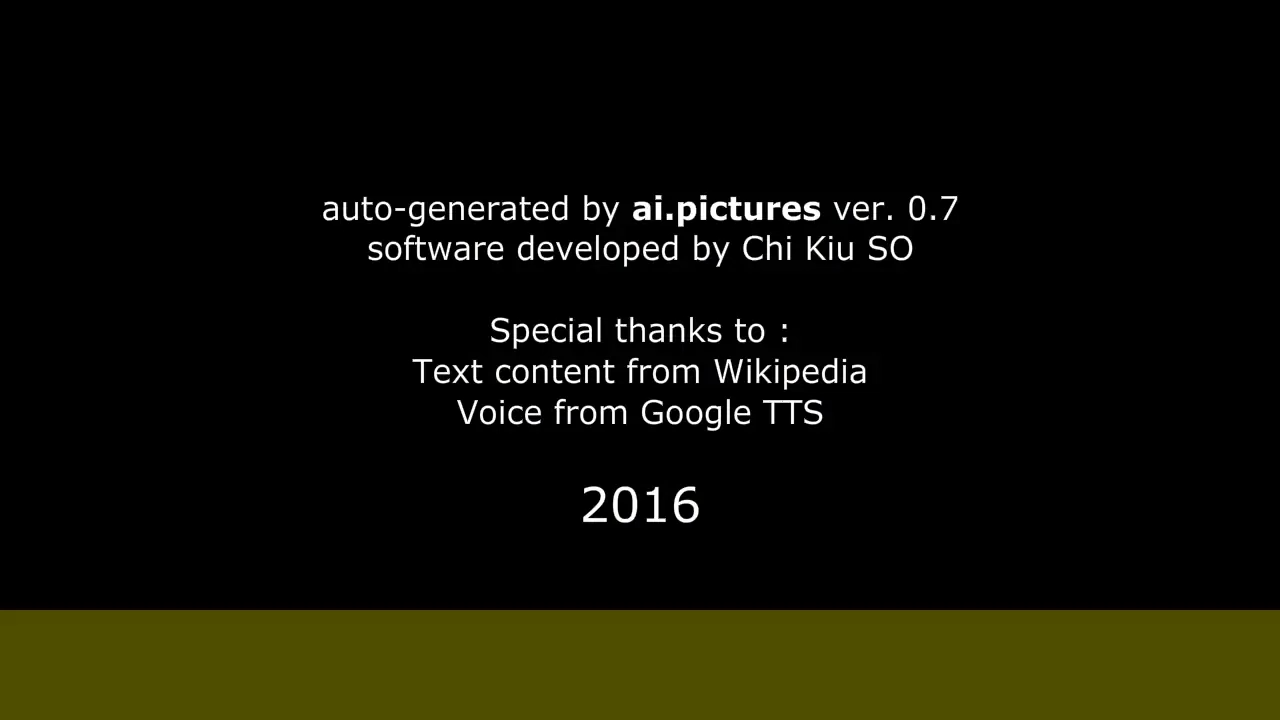 auto-generated by ai.pictures ver. 0.7
software developed by Chi Kiu SO
Special thanks to :
Text content from Wikipedia
Voice from Google TTS
2016